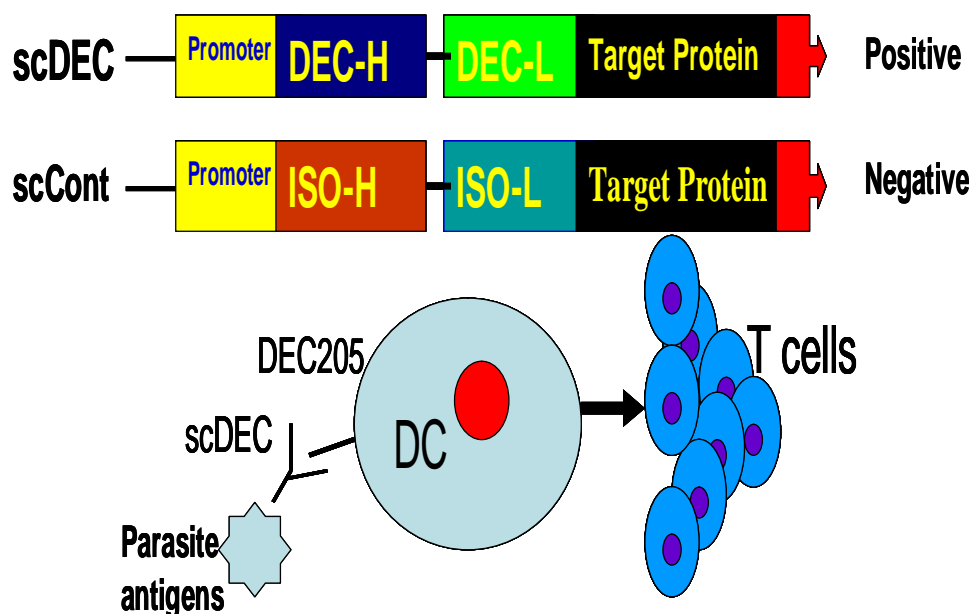 scDEC Promoter DEC-H DEC-L Target Protein Positive
scCont Promoter ISO-H ISO-L Target Protein Negative
DEC205
T cells
scDEC
DC
Parasite
antigens